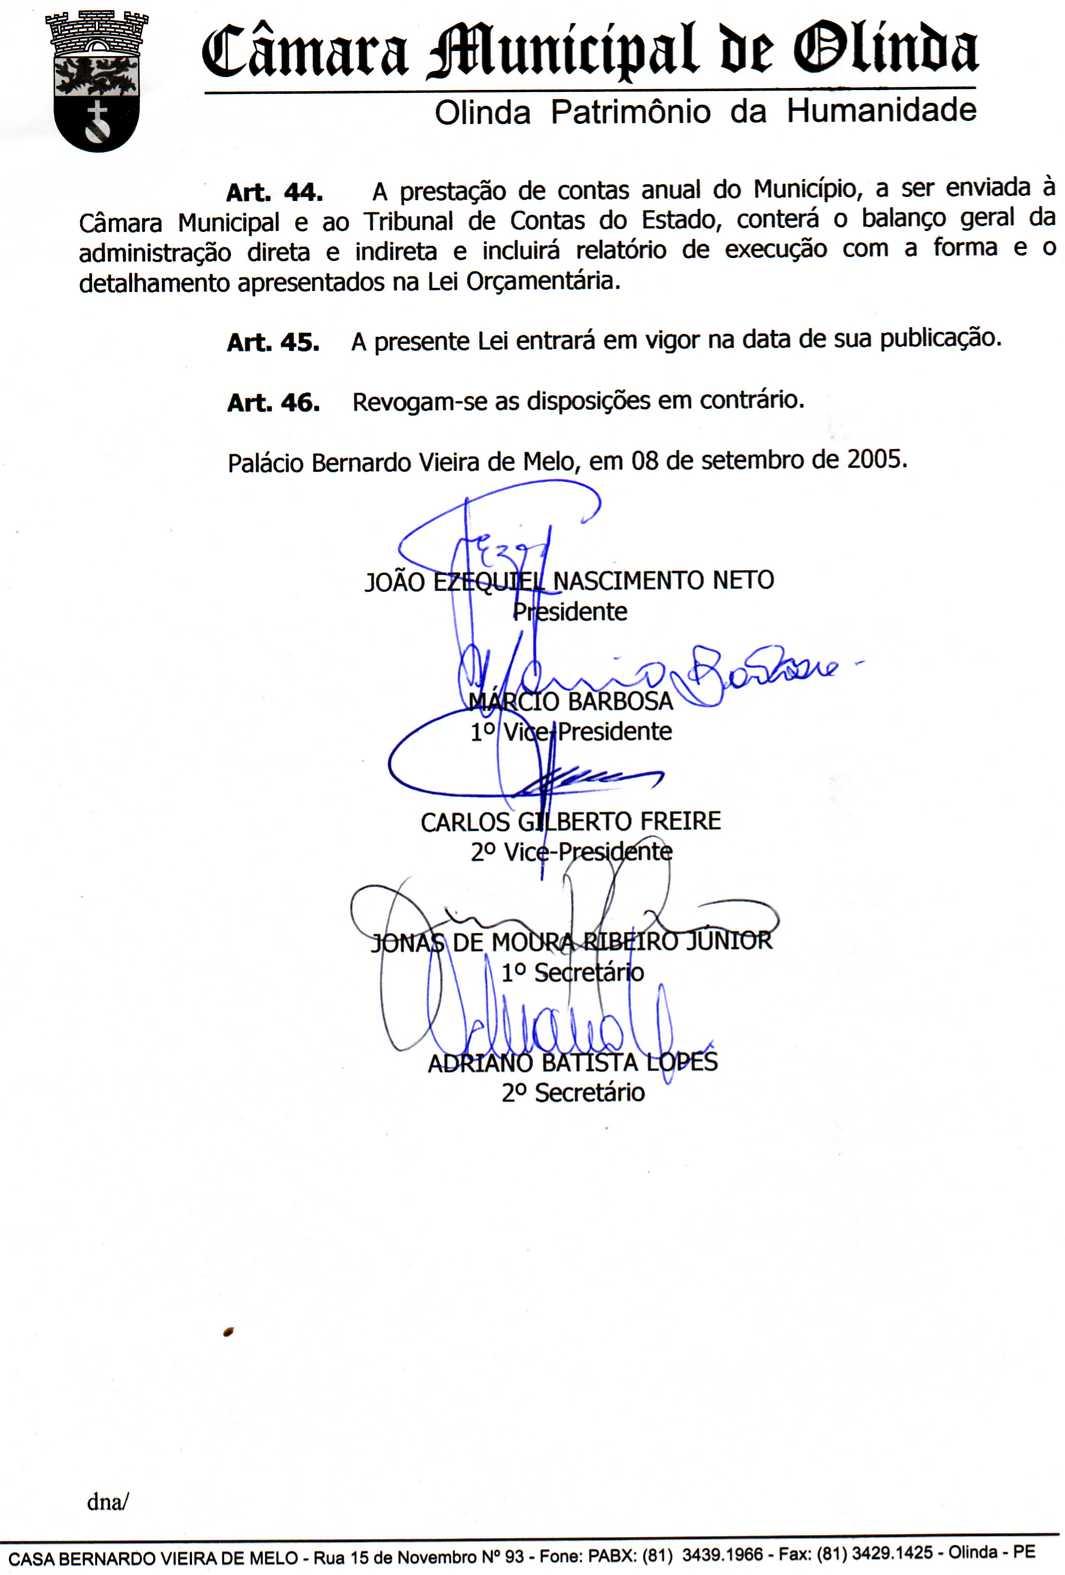 Câmara Municipal de Olinda
Olinda Patrimônio da Humanidade
Art. 44. A prestação de contas anual do Município, a ser enviada à
Câmara Municipal e ao Tribunal de Contas do Estado, conterá o balanço geral da
administração direta e indireta e incluirá relatório de execução com a forma e o
detalhamento apresentados na Lei Orçamentária.
Art. 45. A presente Lei entrará em vigor na data de sua publicação.
Art. 46. Revogam-se as disposições em contrário.
Palácio Bernardo Vieira de Melo, em 08 de setembro de 2005.
JOÃO EZEQUIEL NASCIMENTO NETO
Presidente
Márcio Barbosa
MÁRCIO BARBOSA
1º Vice-Presidente
CARLOS GILBERTO FREIRE
2º Vice-Presidente
JONAS DE MOURA RIBEIRO JÚNIOR
1º Secretário
ADRIANO BATISTA LOPES
2º Secretário
dna/
CASA BERNARDO VIEIRA DE MELO - Rua 15 de Novembro Nº 93 - Fone: PABX: (81) 3439.1966 - Fax: (81) 3429.1425 - Olinda - PE